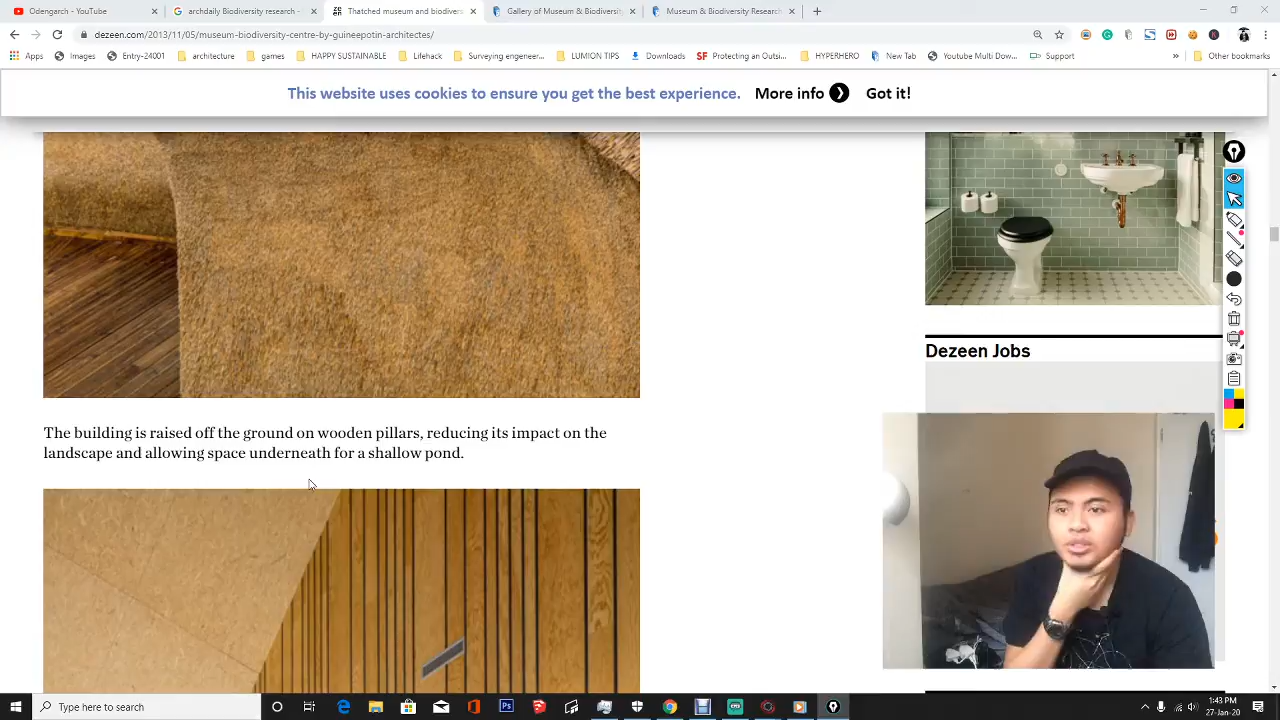 Odengarch - YouTube
archdaily Biodiversity research -
Thatched museum and biodivers
Gallery of Museum & Biodiversity
Museum & Biodiversity Research
dezeen.com/2013/11/05/museum-biodiversity-centre-by-guineepotin-architectes/
Apps
Images
Entry-24001
architecture
games
HAPPY SUSTAINABLE
Surveying engineer...
LUMION TIPS
Downloads
SF Protecting an Outsi...
HYPERHERO
New Tab
Youtube Multi Dow...
Support
Other bookmarks
This website uses cookies to ensure you get the best experience. More info Got it!
Dezeen Jobs
The building is raised off the ground on wooden pillars, reducing its impact on the
landscape and allowing space underneath for a shallow pond.
Type here to search
1:43 PM
27-Jan-20